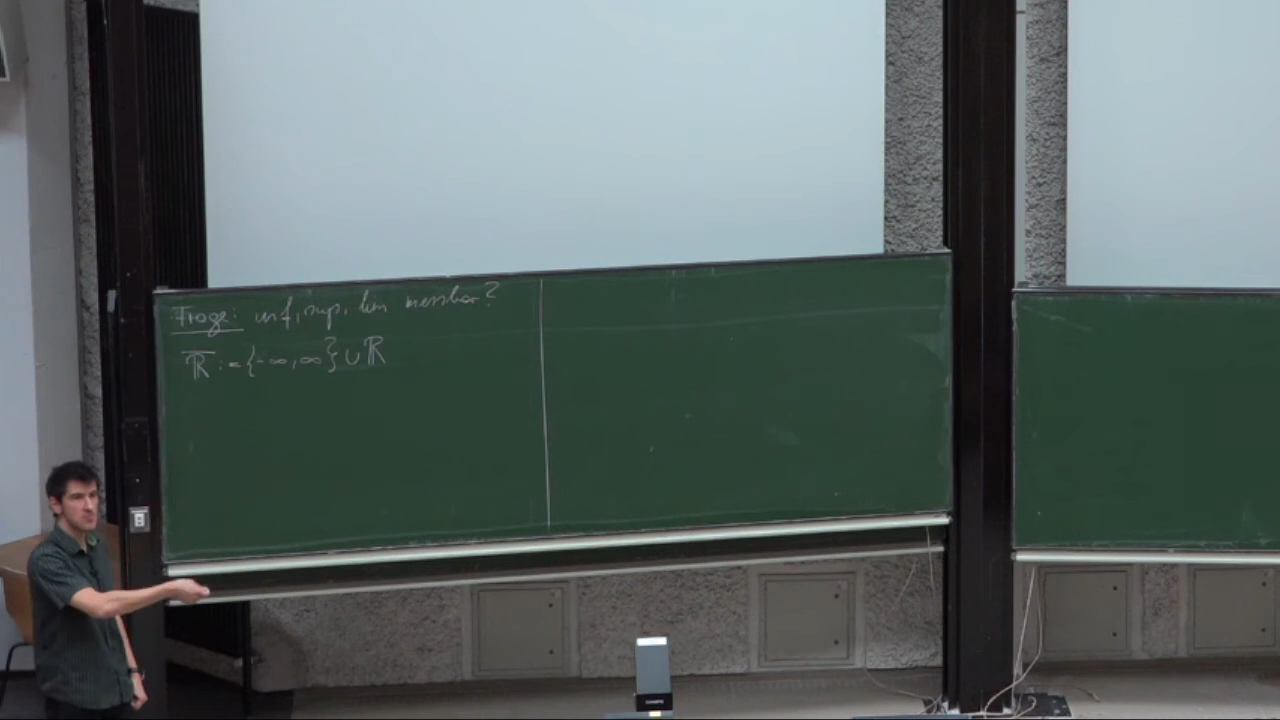 Frage: inf, sup, lim messbar?
ℝ̅ := {-∞, ∞} ∪ ℝ